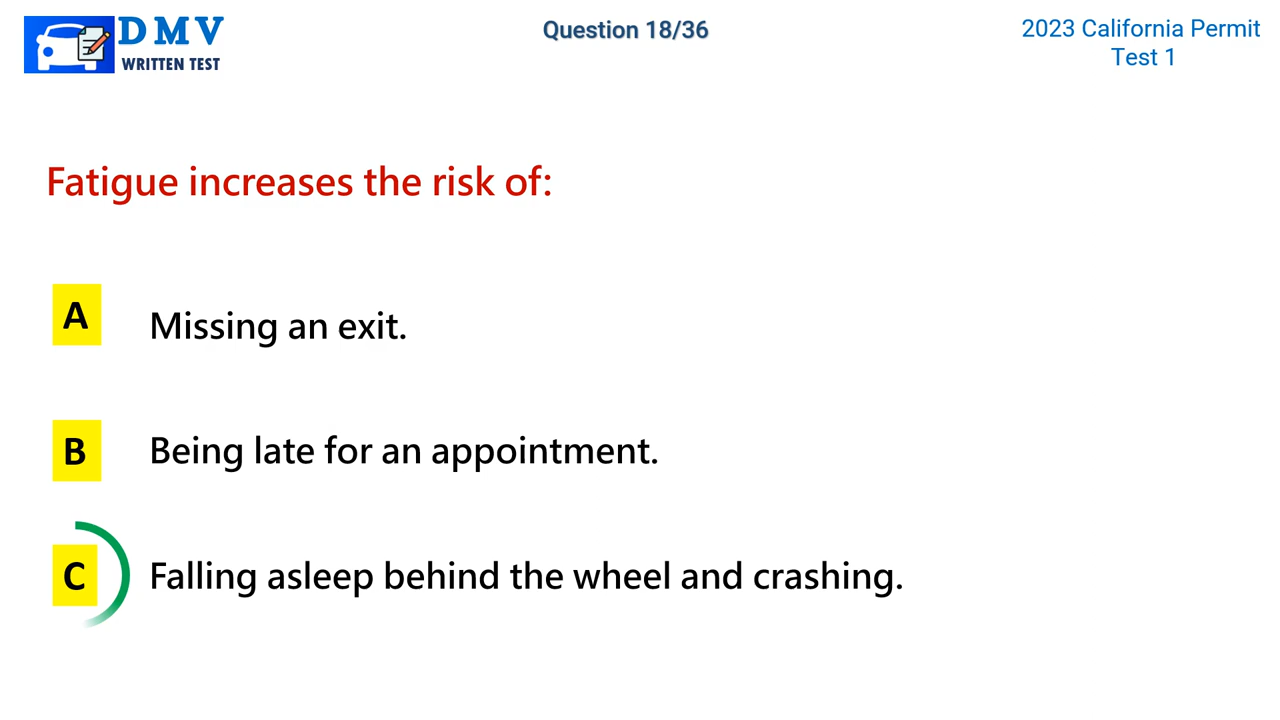 DMV
WRITTEN TEST
Question 18/36
2023 California Permit
Test 1
Fatigue increases the risk of:
A Missing an exit.
B Being late for an appointment.
C Falling asleep behind the wheel and crashing.